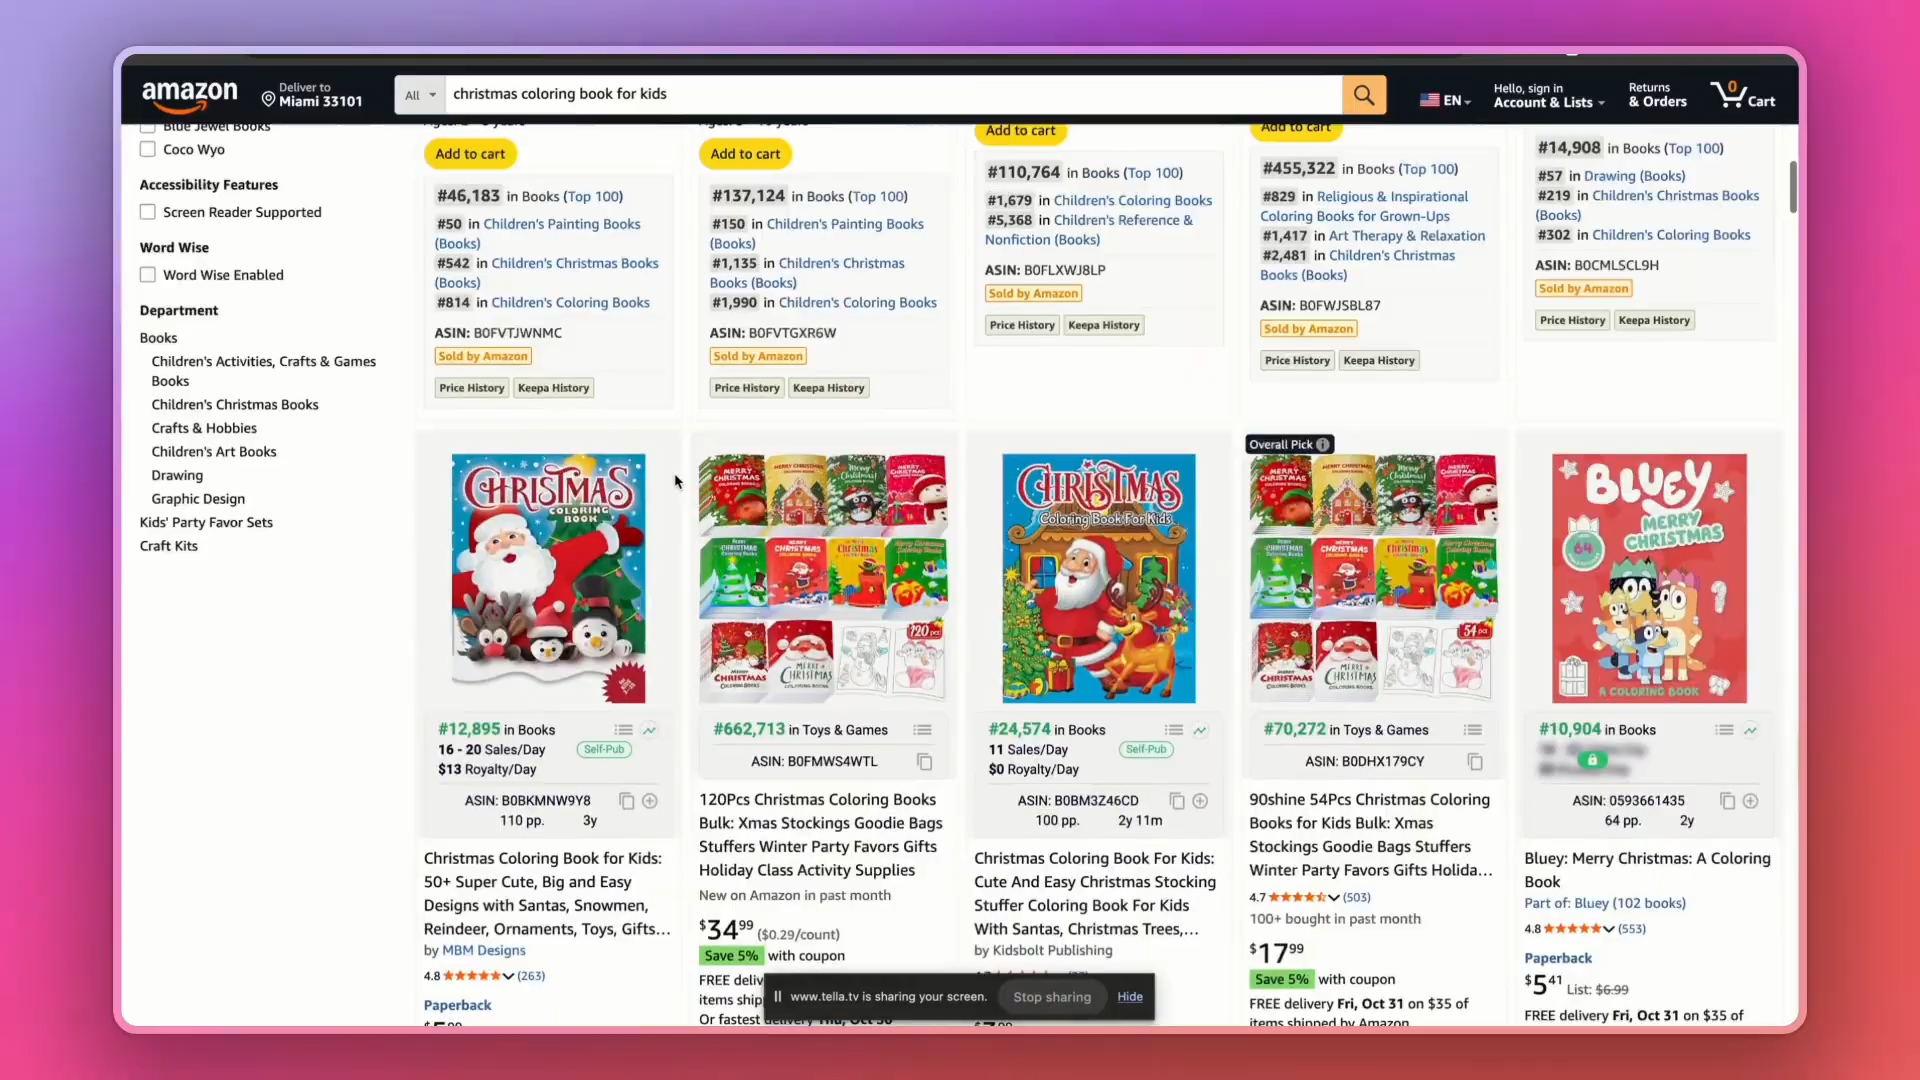 amazon
Deliver to
Miami 33101
All
christmas coloring book for kids
EN
Hello, sign in
Account & Lists
Returns
& Orders
0
Cart
Blue Jewel Books
Coco Wyo
Accessibility Features
Screen Reader Supported
Word Wise
Word Wise Enabled
Department
Books
Children's Activities, Crafts & Games
Books
Children's Christmas Books
Crafts & Hobbies
Children's Art Books
Drawing
Graphic Design
Kids' Party Favor Sets
Craft Kits
Add to cart
#46,183 in Books (Top 100)
#50 in Children's Painting Books
(Books)
#542 in Children's Christmas Books
(Books)
#814 in Children's Coloring Books
ASIN: B0FVTJWNMC
Sold by Amazon
Price History
Keepa History
Add to cart
#137,124 in Books (Top 100)
#150 in Children's Painting Books
(Books)
#1,135 in Children's Christmas
Books (Books)
#1,990 in Children's Coloring Books
ASIN: B0FVTGXR6W
Sold by Amazon
Price History
Keepa History
Add to cart
#110,764 in Books (Top 100)
#1,679 in Children's Coloring Books
#5,368 in Children's Reference &
Nonfiction (Books)
ASIN: B0FLXWJ8LP
Sold by Amazon
Price History
Keepa History
Add to cart
#455,322 in Books (Top 100)
#829 in Religious & Inspirational
Coloring Books for Grown-Ups
#1,417 in Art Therapy & Relaxation
#2,481 in Children's Christmas
Books (Books)
ASIN: B0FWJSBL87
Sold by Amazon
Price History
Keepa History
#14,908 in Books (Top 100)
#57 in Drawing (Books)
#219 in Children's Christmas Books
(Books)
#302 in Children's Coloring Books
ASIN: B0CMLSCL9H
Sold by Amazon
Price History
Keepa History
CHRISTMAS
COLORING
BOOK
#12,895 in Books
16 - 20 Sales/Day
Self-Pub
$13 Royalty/Day
ASIN: B0BKMNW9Y8
110 pp.
3y
Christmas Coloring Book for Kids:
50+ Super Cute, Big and Easy
Designs with Santas, Snowmen,
Reindeer, Ornaments, Toys, Gifts…
by MBM Designs
4.8
(263)
Paperback
120pcs
#662,713 in Toys & Games
ASIN: B0FMWS4WTL
120Pcs Christmas Coloring Books
Bulk: Xmas Stockings Goodie Bags
Stuffers Winter Party Favors Gifts
Holiday Class Activity Supplies
New on Amazon in past month
$34.99 ($0.29/count)
Save 5% with coupon
FREE deliv
items ship
Or fastest
CHRISTMAS
Coloring Book For Kids
#24,574 in Books
11 Sales/Day
Self-Pub
$0 Royalty/Day
ASIN: B0BM3Z46CD
100 pp.
2y 11m
Christmas Coloring Book For Kids:
Cute And Easy Christmas Stocking
Stuffer Coloring Book For Kids
With Santas, Christmas Trees,…
by Kidsbolt Publishing
Overall Pick
54pcs
#70,272 in Toys & Games
ASIN: B0DHX179CY
90shine 54Pcs Christmas Coloring
Books for Kids Bulk: Xmas
Stockings Goodie Bags Stuffers
Winter Party Favors Gifts Holida…
4.7
(503)
100+ bought in past month
$17.99
Save 5% with coupon
FREE delivery Fri, Oct 31 on $35 of
items shipped by Amazon
BLUEY
MERRY
CHRISTMAS
64
A COLORING BOOK
#10,904 in Books
ASIN: 0593661435
64 pp.
2y
Bluey: Merry Christmas: A Coloring
Book
Part of: Bluey (102 books)
4.8
(553)
Paperback
$5.41 List: $6.99
FREE delivery Fri, Oct 31 on $35 of
www.tella.tv is sharing your screen.
Stop sharing
Hide